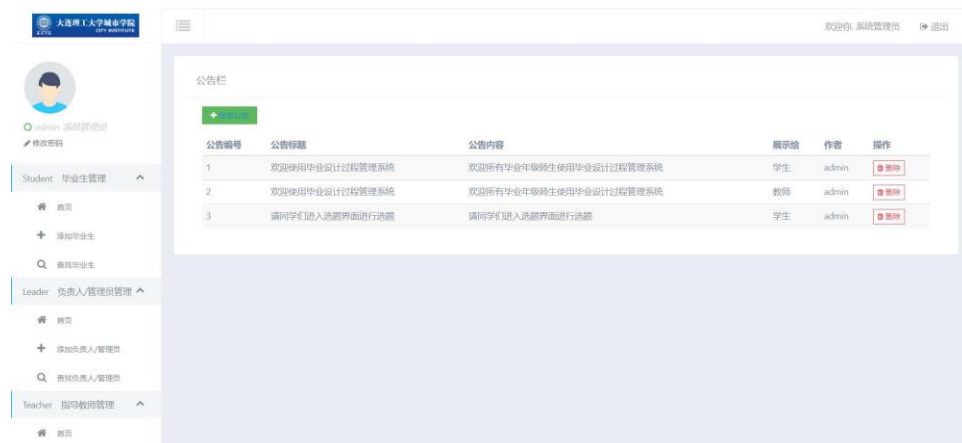 大连理工大学城市学院
CITY INSTITUTE
欢迎你, 系统管理员 退出
admin 系统管理员
修改密码
Student 毕业生管理
首页
添加毕业生
查找毕业生
Leader 负责人/管理员管理
首页
添加负责人/管理员
查找负责人/管理员
Teacher 指导教师管理
首页
公告栏
发布公告
公告编号 公告标题 公告内容 展示给 作者 操作
1 欢迎使用毕业设计过程管理系统 欢迎所有毕业年级师生使用毕业设计过程管理系统 学生 admin 删除
2 欢迎使用毕业设计过程管理系统 欢迎所有毕业年级师生使用毕业设计过程管理系统 教师 admin 删除
3 请同学们进入选题界面进行选题 请同学们进入选题界面进行选题 学生 admin 删除